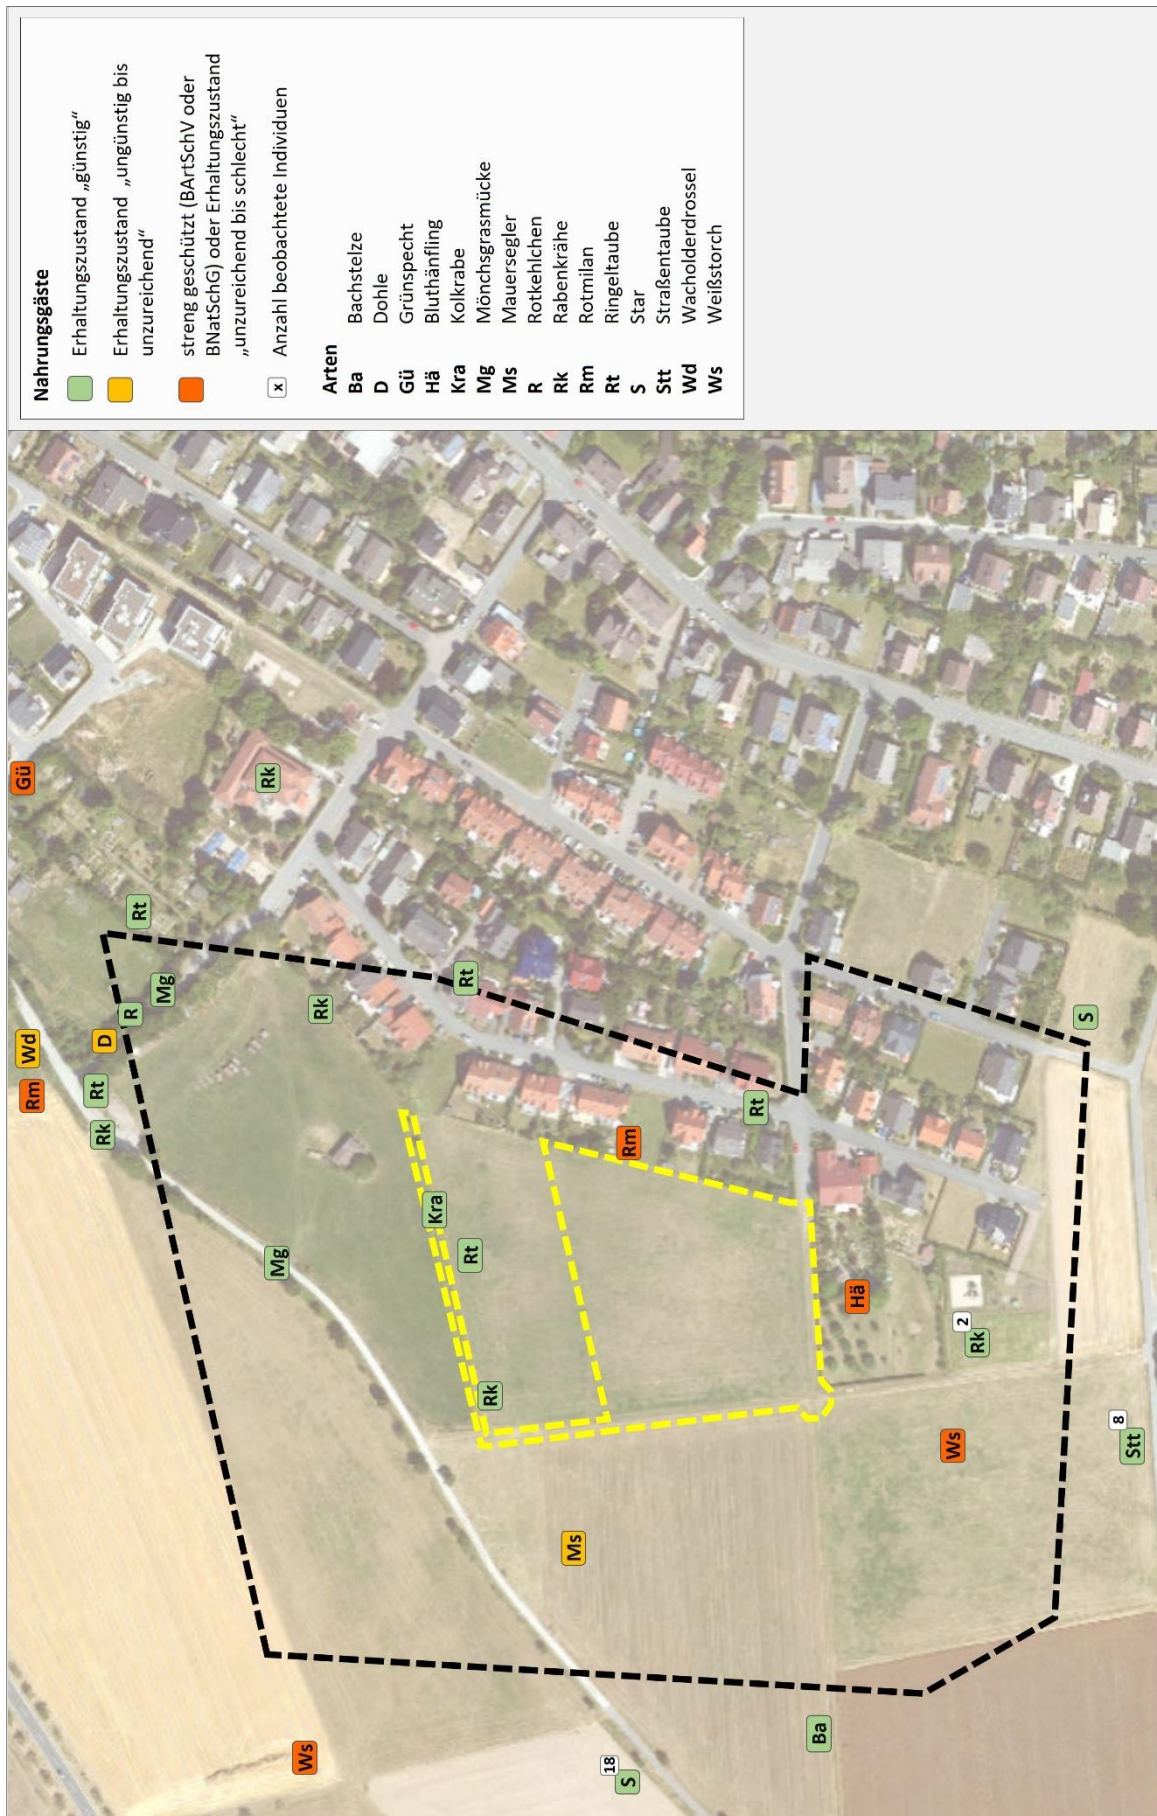 Nahrungsgäste
Erhaltungszustand „günstig“
Erhaltungszustand „ungünstig bis
unzureichend“
streng geschützt (BArtSchV oder
BNatSchG) oder Erhaltungszustand
„unzureichend bis schlecht“
x Anzahl beobachtete Individuen
Arten
Ba Bachstelze
D Dohle
Gü Grünspecht
Hä Bluthänfling
Kra Kolkrabe
Mg Mönchsgrasmücke
Ms Mauersegler
R Rotkehlchen
Rk Rabenkrähe
Rm Rotmilan
Rt Ringeltaube
S Star
Stt Straßentaube
Wd Wacholderdrossel
Ws Weißstorch
Gü
Wd
Rm
D
R
Rt
Rt
Mg
Rk
Rk
Rk
Mg
Rt
Kra
Rt
Rk
Rm
Rt
Ws
Ms
Hä
2
Rk
Ws
S
8
Stt
18
S
Ba